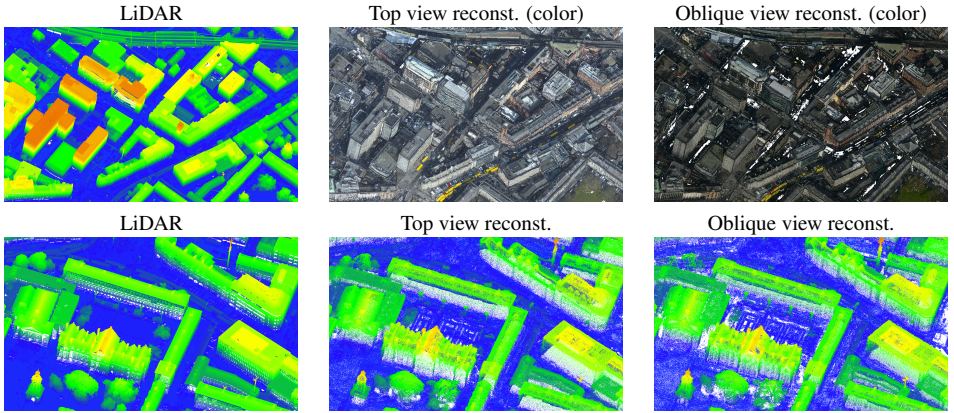 LiDAR
Top view reconst. (color)
Oblique view reconst. (color)
LiDAR
Top view reconst.
Oblique view reconst.